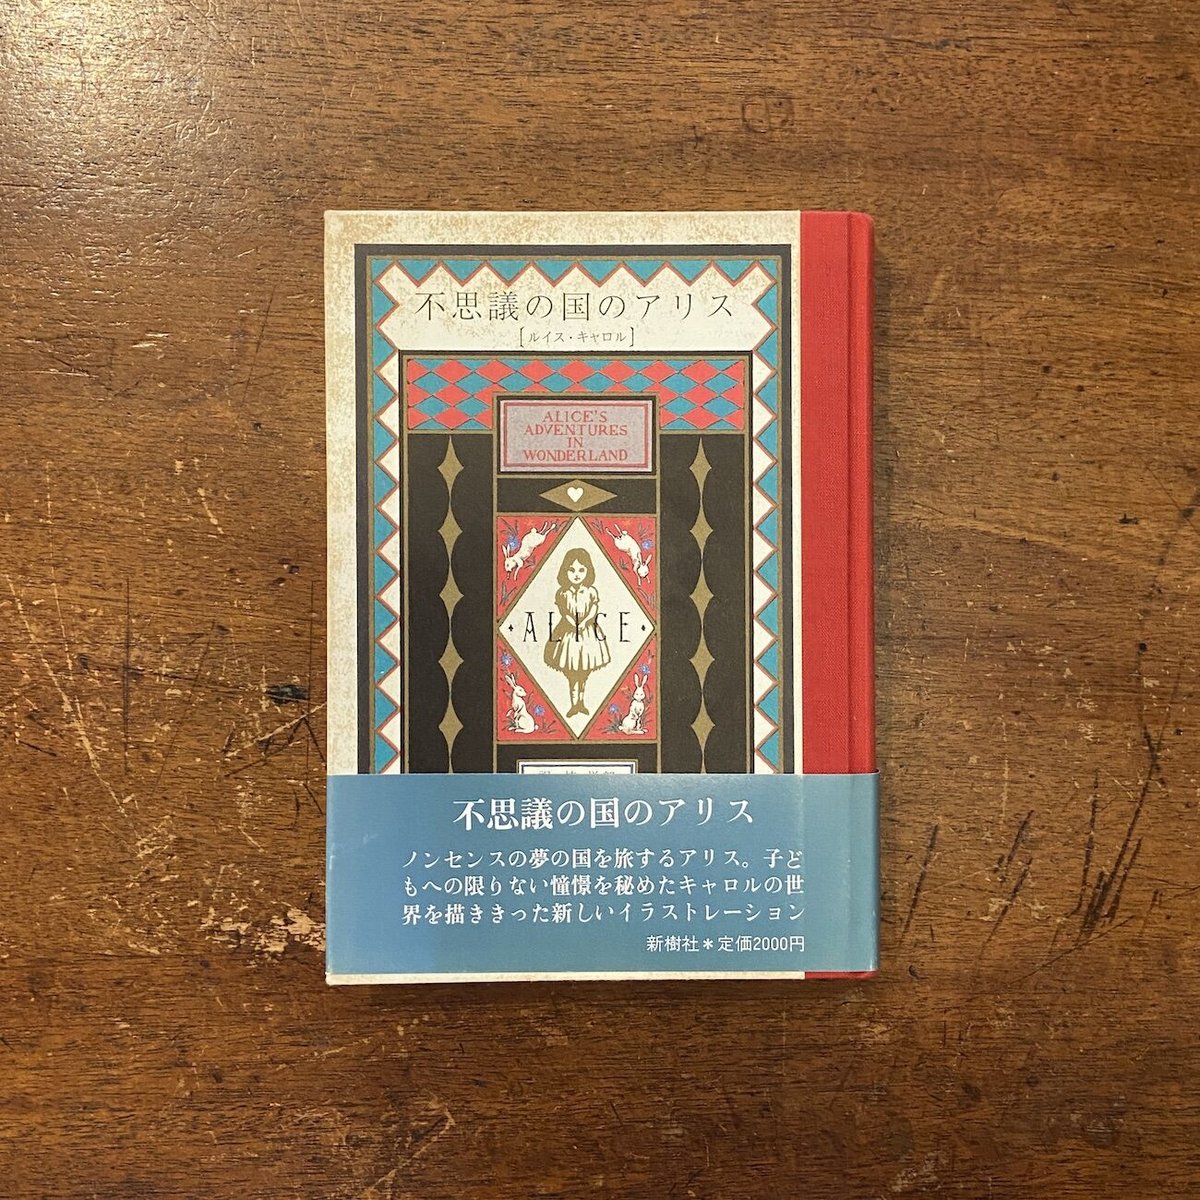 不思議の国のアリス
[ルイス・キャロル]
ALICE'S
ADVENTURES
IN
WONDERLAND
ALICE
不思議の国のアリス
ノンセンスの夢の国を旅するアリス。子ど
もへの限りない憧憬を秘めたキャロルの世
界を描ききった新しいイラストレーション
新樹社＊定価2000円